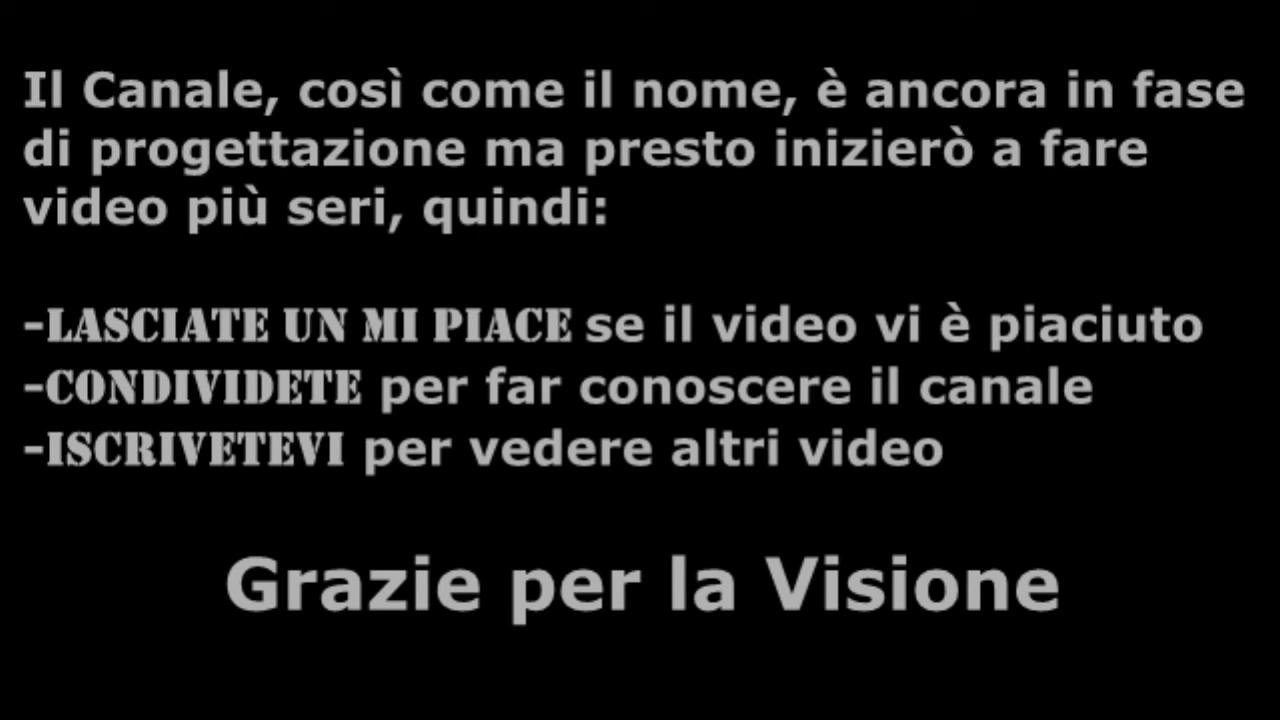 Il Canale, così come il nome, è ancora in fase
di progettazione ma presto inizierò a fare
video più seri, quindi:
-LASCIATE UN MI PIACE se il video vi è piaciuto
-CONDIVIDETE per far conoscere il canale
-ISCRIVETEVI per vedere altri video
Grazie per la Visione